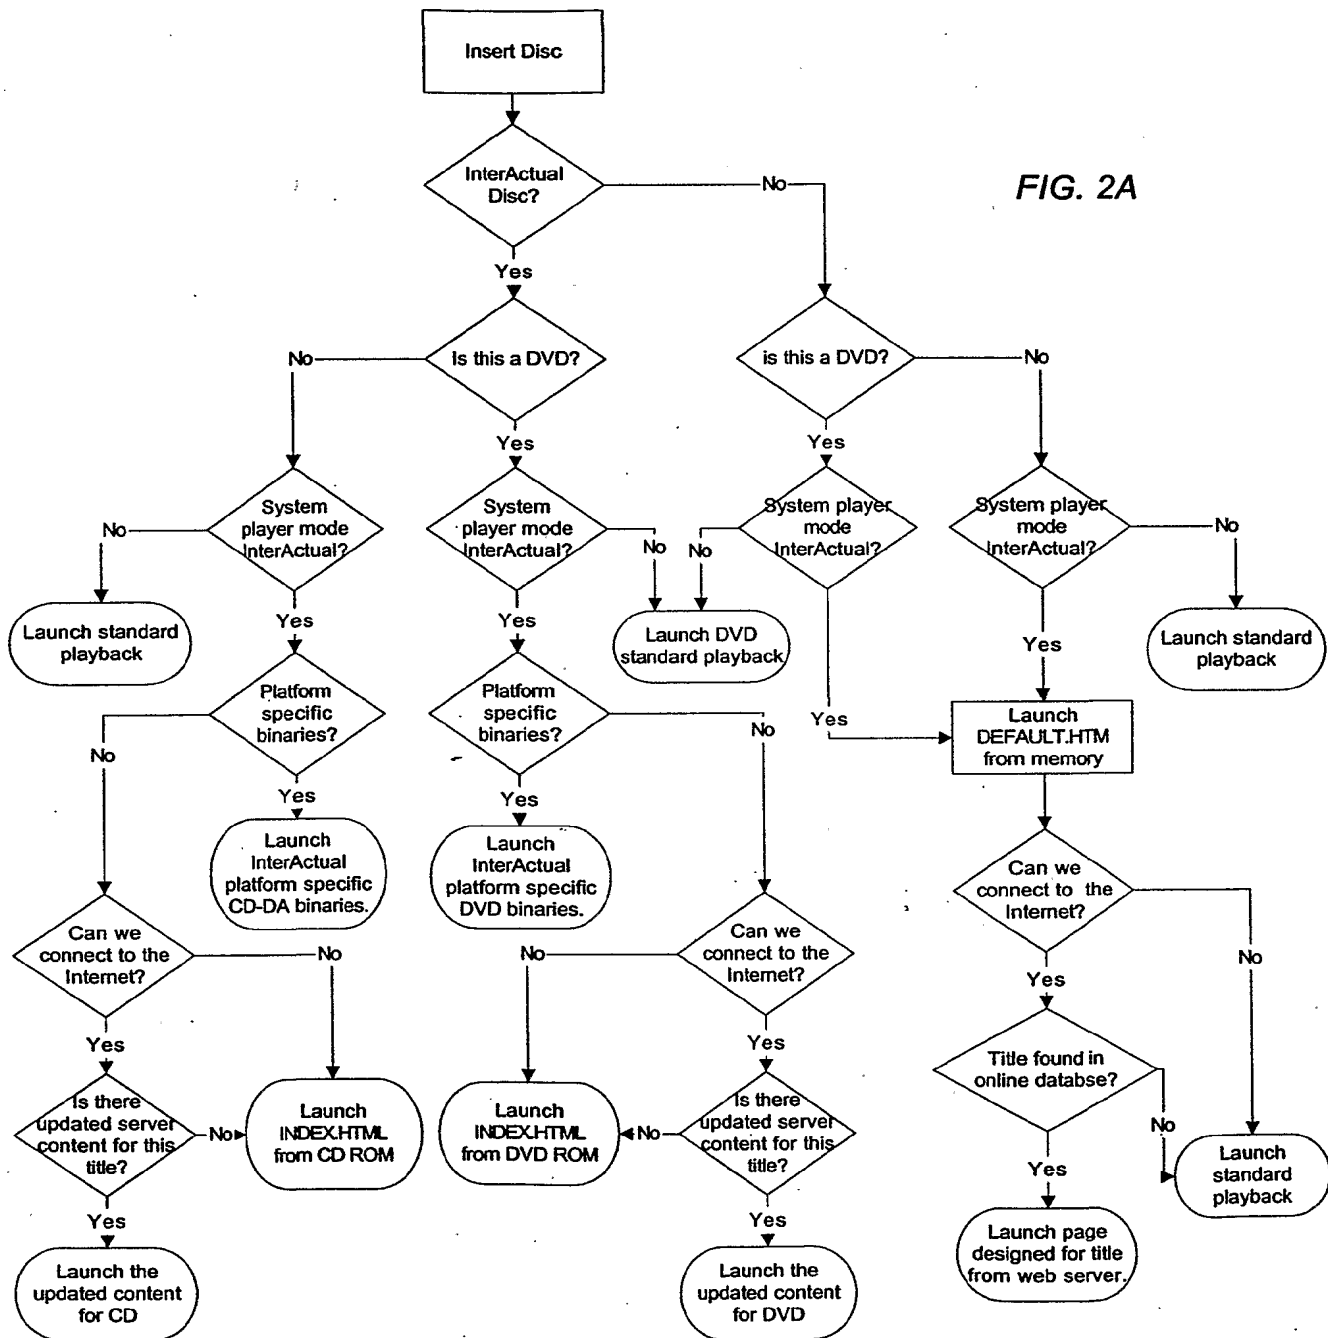 Insert Disc
FIG. 2A
InterActual
Disc?
No
Yes
Is this a DVD?
No
Yes
is this a DVD?
No
Yes
System
player mode
InterActual?
No
Yes
System
player mode
InterActual?
No
Yes
System player
mode
InterActual?
No
Yes
System player
mode
InterActual?
No
Yes
Launch standard
playback
Launch DVD
standard playback
Launch standard
playback
Platform
specific
binaries?
No
Yes
Platform
specific
binaries?
No
Yes
Launch
DEFAULT.HTM
from memory
Launch
InterActual
platform specific
CD-DA binaries.
Launch
InterActual
platform specific
DVD binaries.
Can we
connect to the
Internet?
No
Yes
Can we
connect to the
Internet?
No
Yes
Can we
connect to the
Internet?
No
Yes
Is there
updated server
content for this
title?
No
Yes
Launch
INDEX.HTML
from CD ROM
Launch
INDEX.HTML
from DVD ROM
Is there
updated server
content for this
title?
No
Yes
Title found in
online databse?
No
Yes
Launch
standard
playback
Launch the
updated content
for CD
Launch the
updated content
for DVD
Launch page
designed for title
from web server.